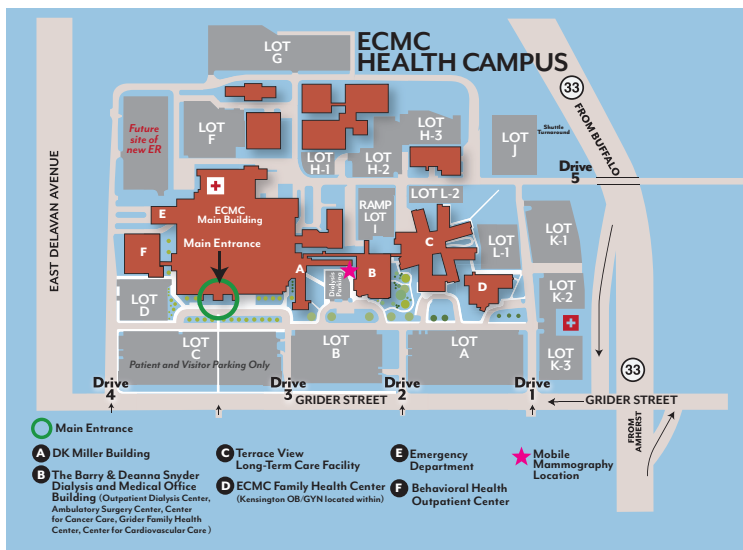 ECMC
HEALTH CAMPUS
LOT
G
33
FROM BUFFALO
Future
site of
new ER
LOT
F
LOT
H-3
LOT
J
Shuttle
Turnaround
LOT
H-1
LOT
H-2
Drive
5
EAST DELAVAN AVENUE
ECMC
Main Building
LOT L-2
RAMP
LOT
I
E
Main Entrance
F
C
LOT
K-1
LOT
L-1
A
B
Dialysis
Parking
D
LOT
D
LOT
K-2
LOT
C
Patient and Visitor Parking Only
LOT
B
LOT
A
LOT
K-3
33
Drive
4
Drive
3
Drive
2
Drive
1
GRIDER STREET
GRIDER STREET
FROM
AMHERST
Main Entrance
A DK Miller Building
B The Barry & Deanna Snyder
Dialysis and Medical Office
Building (Outpatient Dialysis Center,
Ambulatory Surgery Center, Center
for Cancer Care, Grider Family Health
Center, Center for Cardiovascular Care )
C Terrace View
Long-Term Care Facility
D ECMC Family Health Center
(Kensington OB/GYN located within)
E Emergency
Department
F Behavioral Health
Outpatient Center
Mobile
Mammography
Location